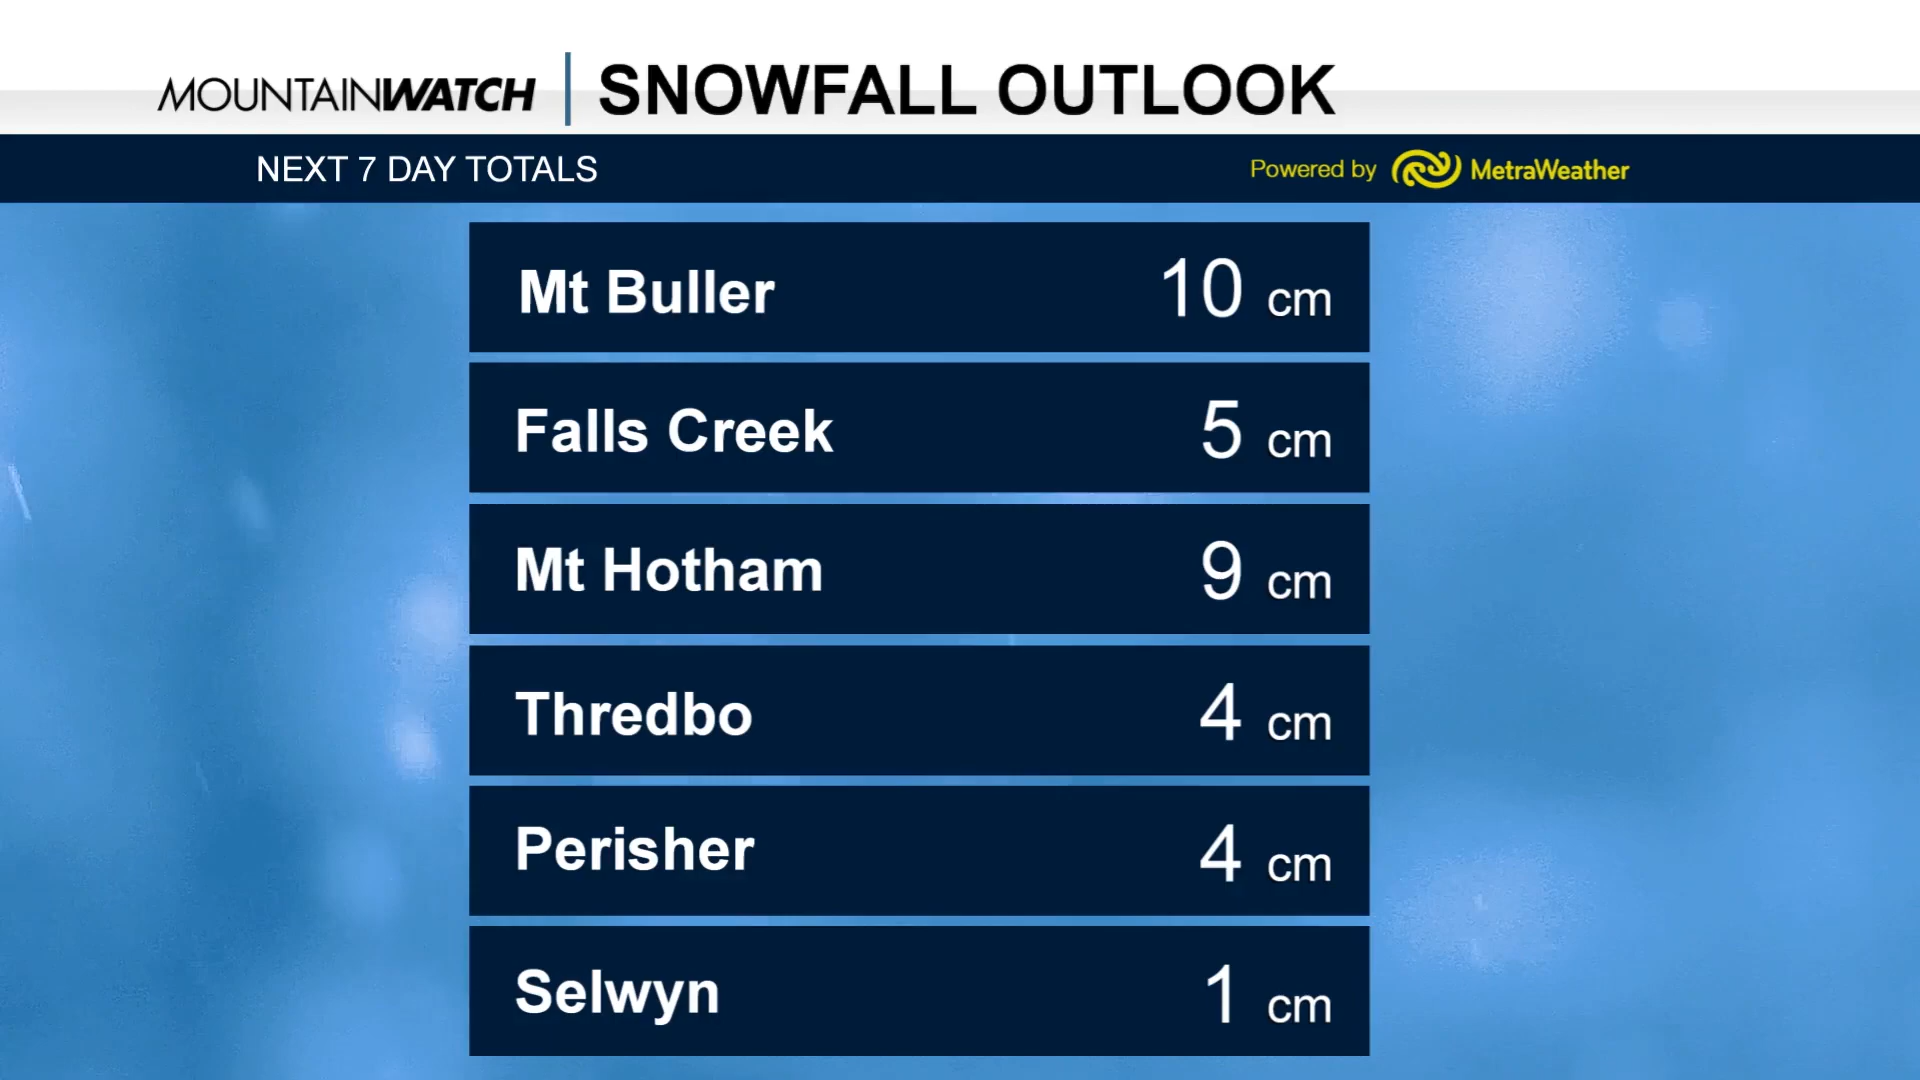 MOUNTAINWATCH SNOWFALL OUTLOOK
NEXT 7 DAY TOTALS Powered by MetraWeather
Mt Buller 10 cm
Falls Creek 5 cm
Mt Hotham 9 cm
Thredbo 4 cm
Perisher 4 cm
Selwyn 1 cm